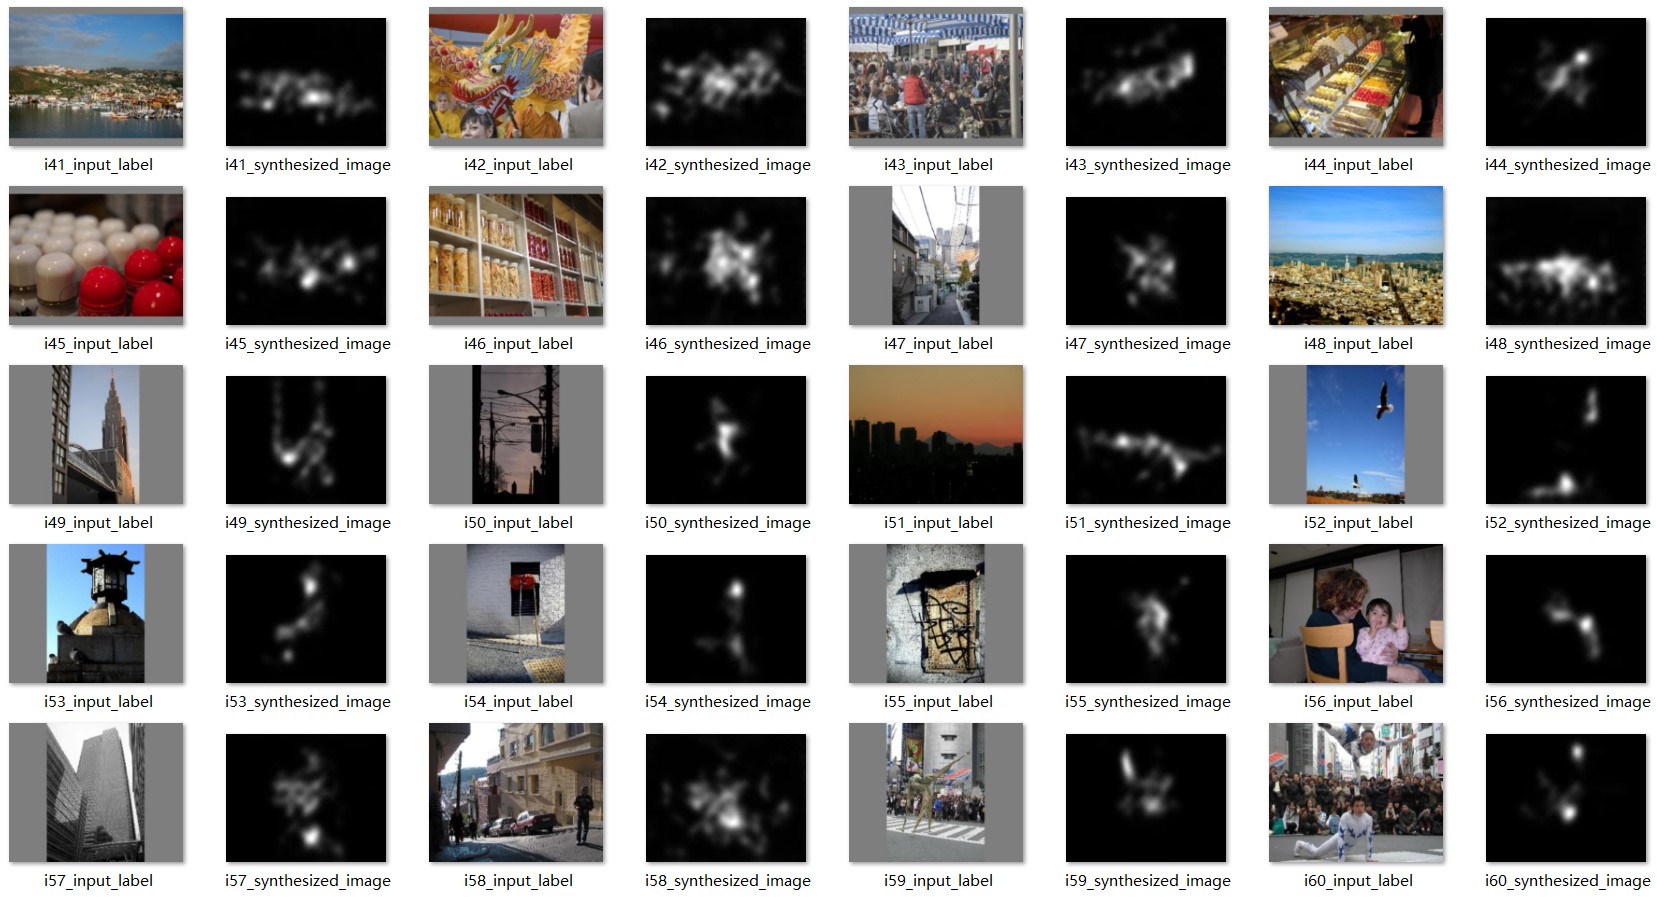 i41_input_label i41_synthesized_image i42_input_label i42_synthesized_image i43_input_label i43_synthesized_image i44_input_label i44_synthesized_image
i45_input_label i45_synthesized_image i46_input_label i46_synthesized_image i47_input_label i47_synthesized_image i48_input_label i48_synthesized_image
i49_input_label i49_synthesized_image i50_input_label i50_synthesized_image i51_input_label i51_synthesized_image i52_input_label i52_synthesized_image
i53_input_label i53_synthesized_image i54_input_label i54_synthesized_image i55_input_label i55_synthesized_image i56_input_label i56_synthesized_image
i57_input_label i57_synthesized_image i58_input_label i58_synthesized_image i59_input_label i59_synthesized_image i60_input_label i60_synthesized_image